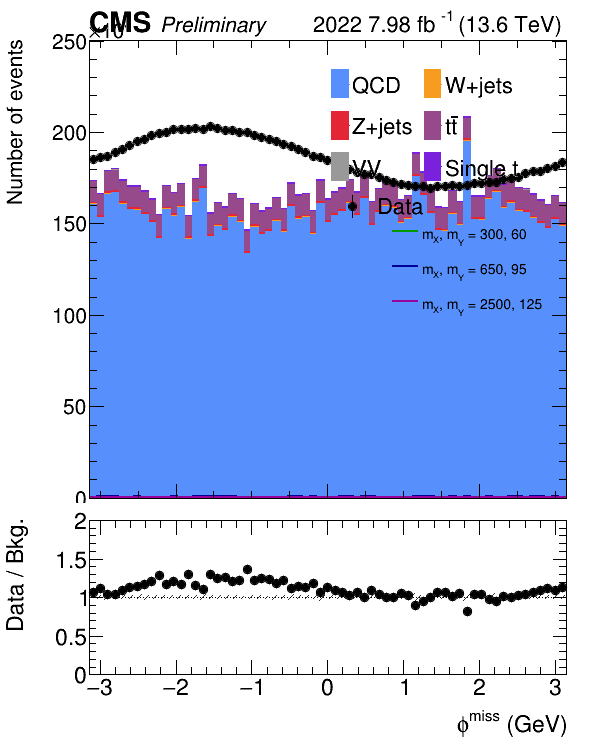 CMS Preliminary 2022 7.98 fb⁻¹ (13.6 TeV)
Number of events
250
200
150
100
50
0
QCD W+jets
Z+jets tt̄
VV Single t
Data
m_X, m_Y = 300, 60
m_X, m_Y = 650, 95
m_X, m_Y = 2500, 125
Data / Bkg.
2
1.5
1
0.5
0
−3 −2 −1 0 1 2 3
ϕ^miss (GeV)